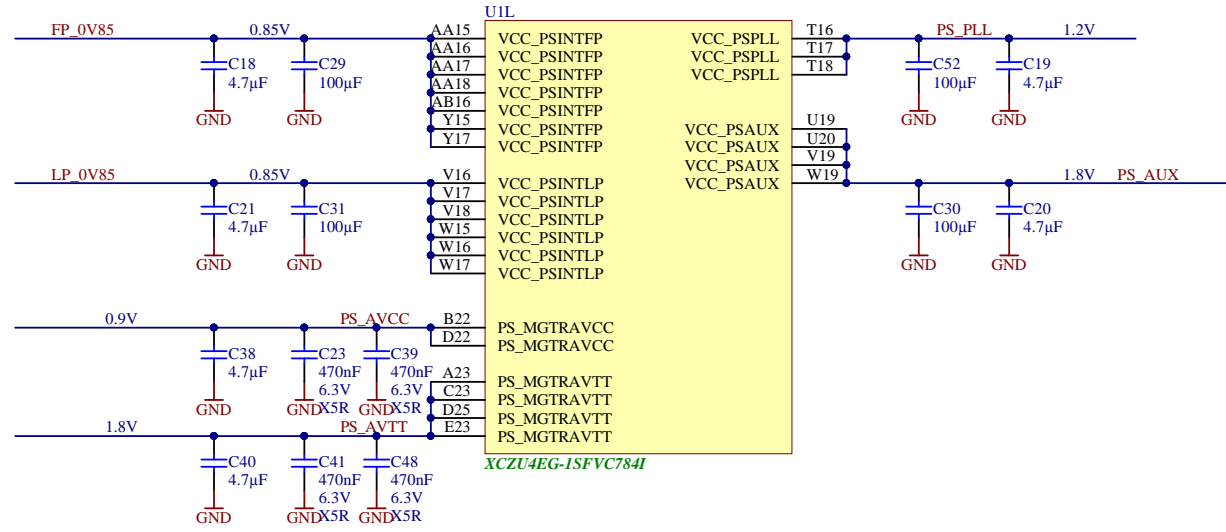 U1L
FP_0V85 0.85V AA15 VCC_PSINTFP VCC_PSPLL T16 PS_PLL 1.2V
AA16 VCC_PSINTFP VCC_PSPLL T17
AA17 VCC_PSINTFP VCC_PSPLL T18
AA18 VCC_PSINTFP
AB16 VCC_PSINTFP
Y15 VCC_PSINTFP
Y17 VCC_PSINTFP
C18 C29 C52 C19
4.7µF 100µF 100µF 4.7µF
GND GND GND GND
VCC_PSAUX U19
VCC_PSAUX U20
VCC_PSAUX V19
VCC_PSAUX W19 1.8V PS_AUX
LP_0V85 0.85V V16 VCC_PSINTLP
V17 VCC_PSINTLP
V18 VCC_PSINTLP
W15 VCC_PSINTLP
W16 VCC_PSINTLP
W17 VCC_PSINTLP
C21 C31 C30 C20
4.7µF 100µF 100µF 4.7µF
GND GND GND GND
0.9V PS_AVCC B22 PS_MGTRAVCC
D22 PS_MGTRAVCC
C38 C23 C39
4.7µF 470nF 470nF
6.3V 6.3V
X5R X5R
GND GND GND
A23 PS_MGTRAVTT
C23 PS_MGTRAVTT
D25 PS_MGTRAVTT
1.8V PS_AVTT E23 PS_MGTRAVTT
C40 C41 C48
4.7µF 470nF 470nF
6.3V 6.3V
X5R X5R
GND GND GND
XCZU4EG-1SFVC784I